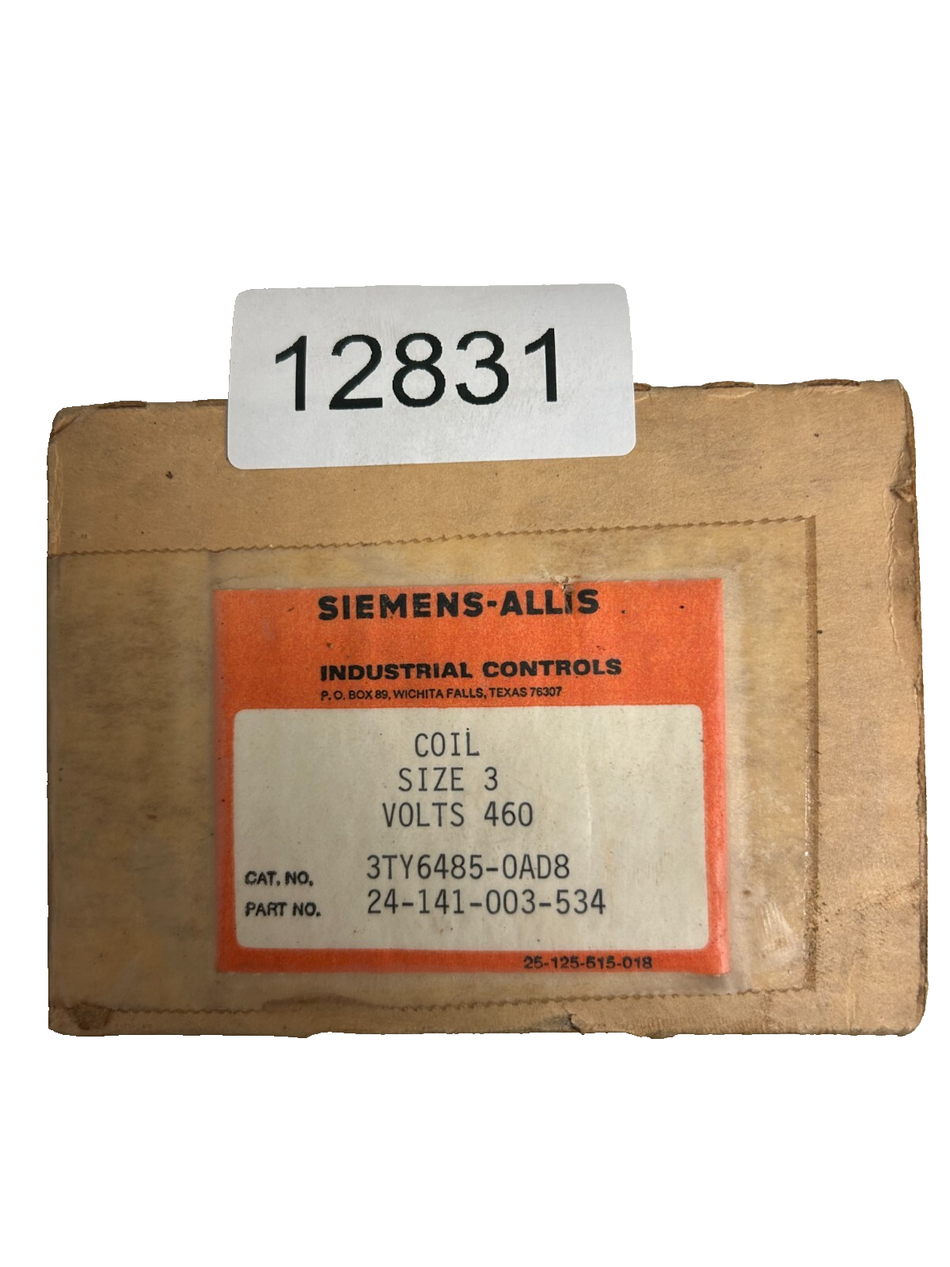 12831
SIEMENS-ALLIS
INDUSTRIAL CONTROLS
P.O. BOX 89, WICHITA FALLS, TEXAS 76307
COIL
SIZE 3
VOLTS 460
CAT. NO. 3TY6485-0AD8
PART NO. 24-141-003-534
25-125-515-018